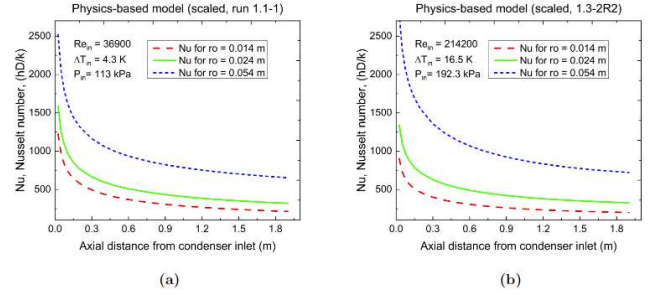 Physics-based model (scaled, run 1.1-1)
Nu, Nusselt number, (hD/k)
2500
2000
1500
1000
500
Re_in = 36900
ΔT_in = 4.3 K
P_in = 113 kPa
Nu for ro = 0.014 m
Nu for ro = 0.024 m
Nu for ro = 0.054 m
0.0 0.3 0.6 0.9 1.2 1.5 1.8
Axial distance from condenser inlet (m)
(a)
Physics-based model (scaled, 1.3-2R2)
Nu, Nusselt number, (hD/k)
2500
2000
1500
1000
500
Re_in = 214200
ΔT_in = 16.5 K
P_in = 192.3 kPa
Nu for ro = 0.014 m
Nu for ro = 0.024 m
Nu for ro = 0.054 m
0.0 0.3 0.6 0.9 1.2 1.5 1.8
Axial distance from condenser inlet (m)
(b)